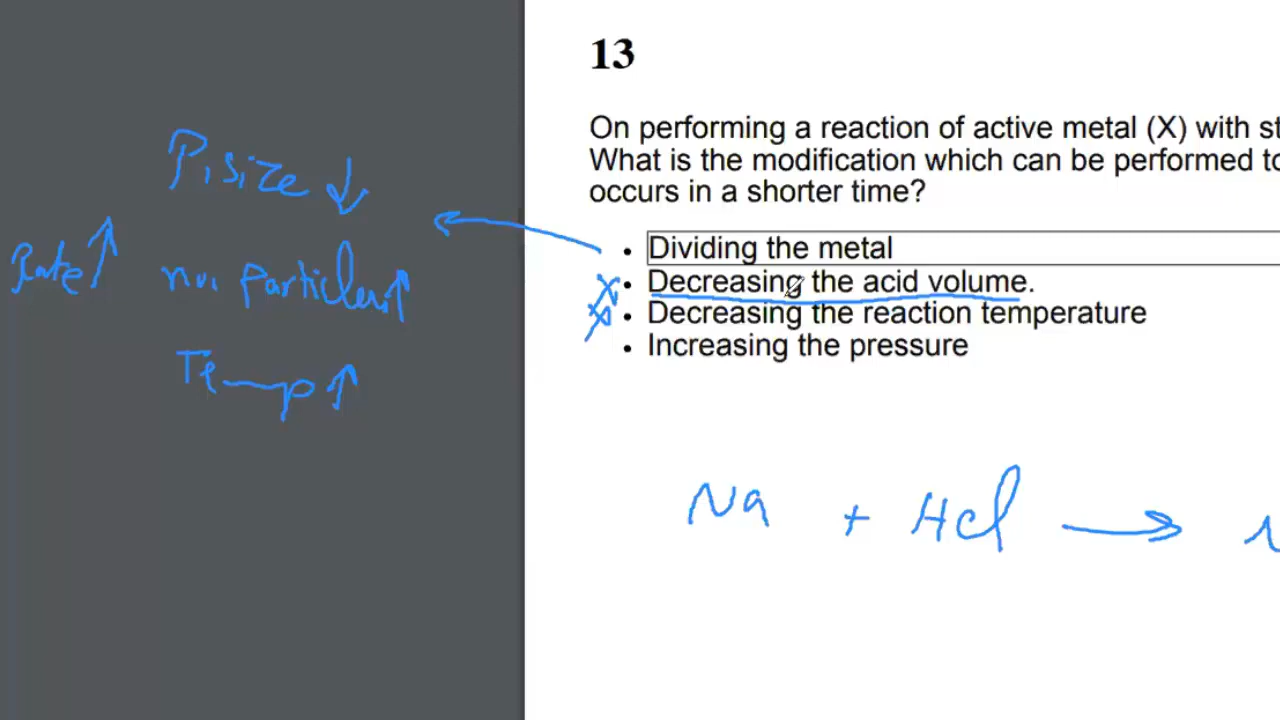 13
On performing a reaction of active metal (X) with st
What is the modification which can be performed to
occurs in a shorter time?
• Dividing the metal
• Decreasing the acid volume.
• Decreasing the reaction temperature
• Increasing the pressure
P. size ↓
Rate ↑
no. particles ↑
Temp ↑
Na + HCl →